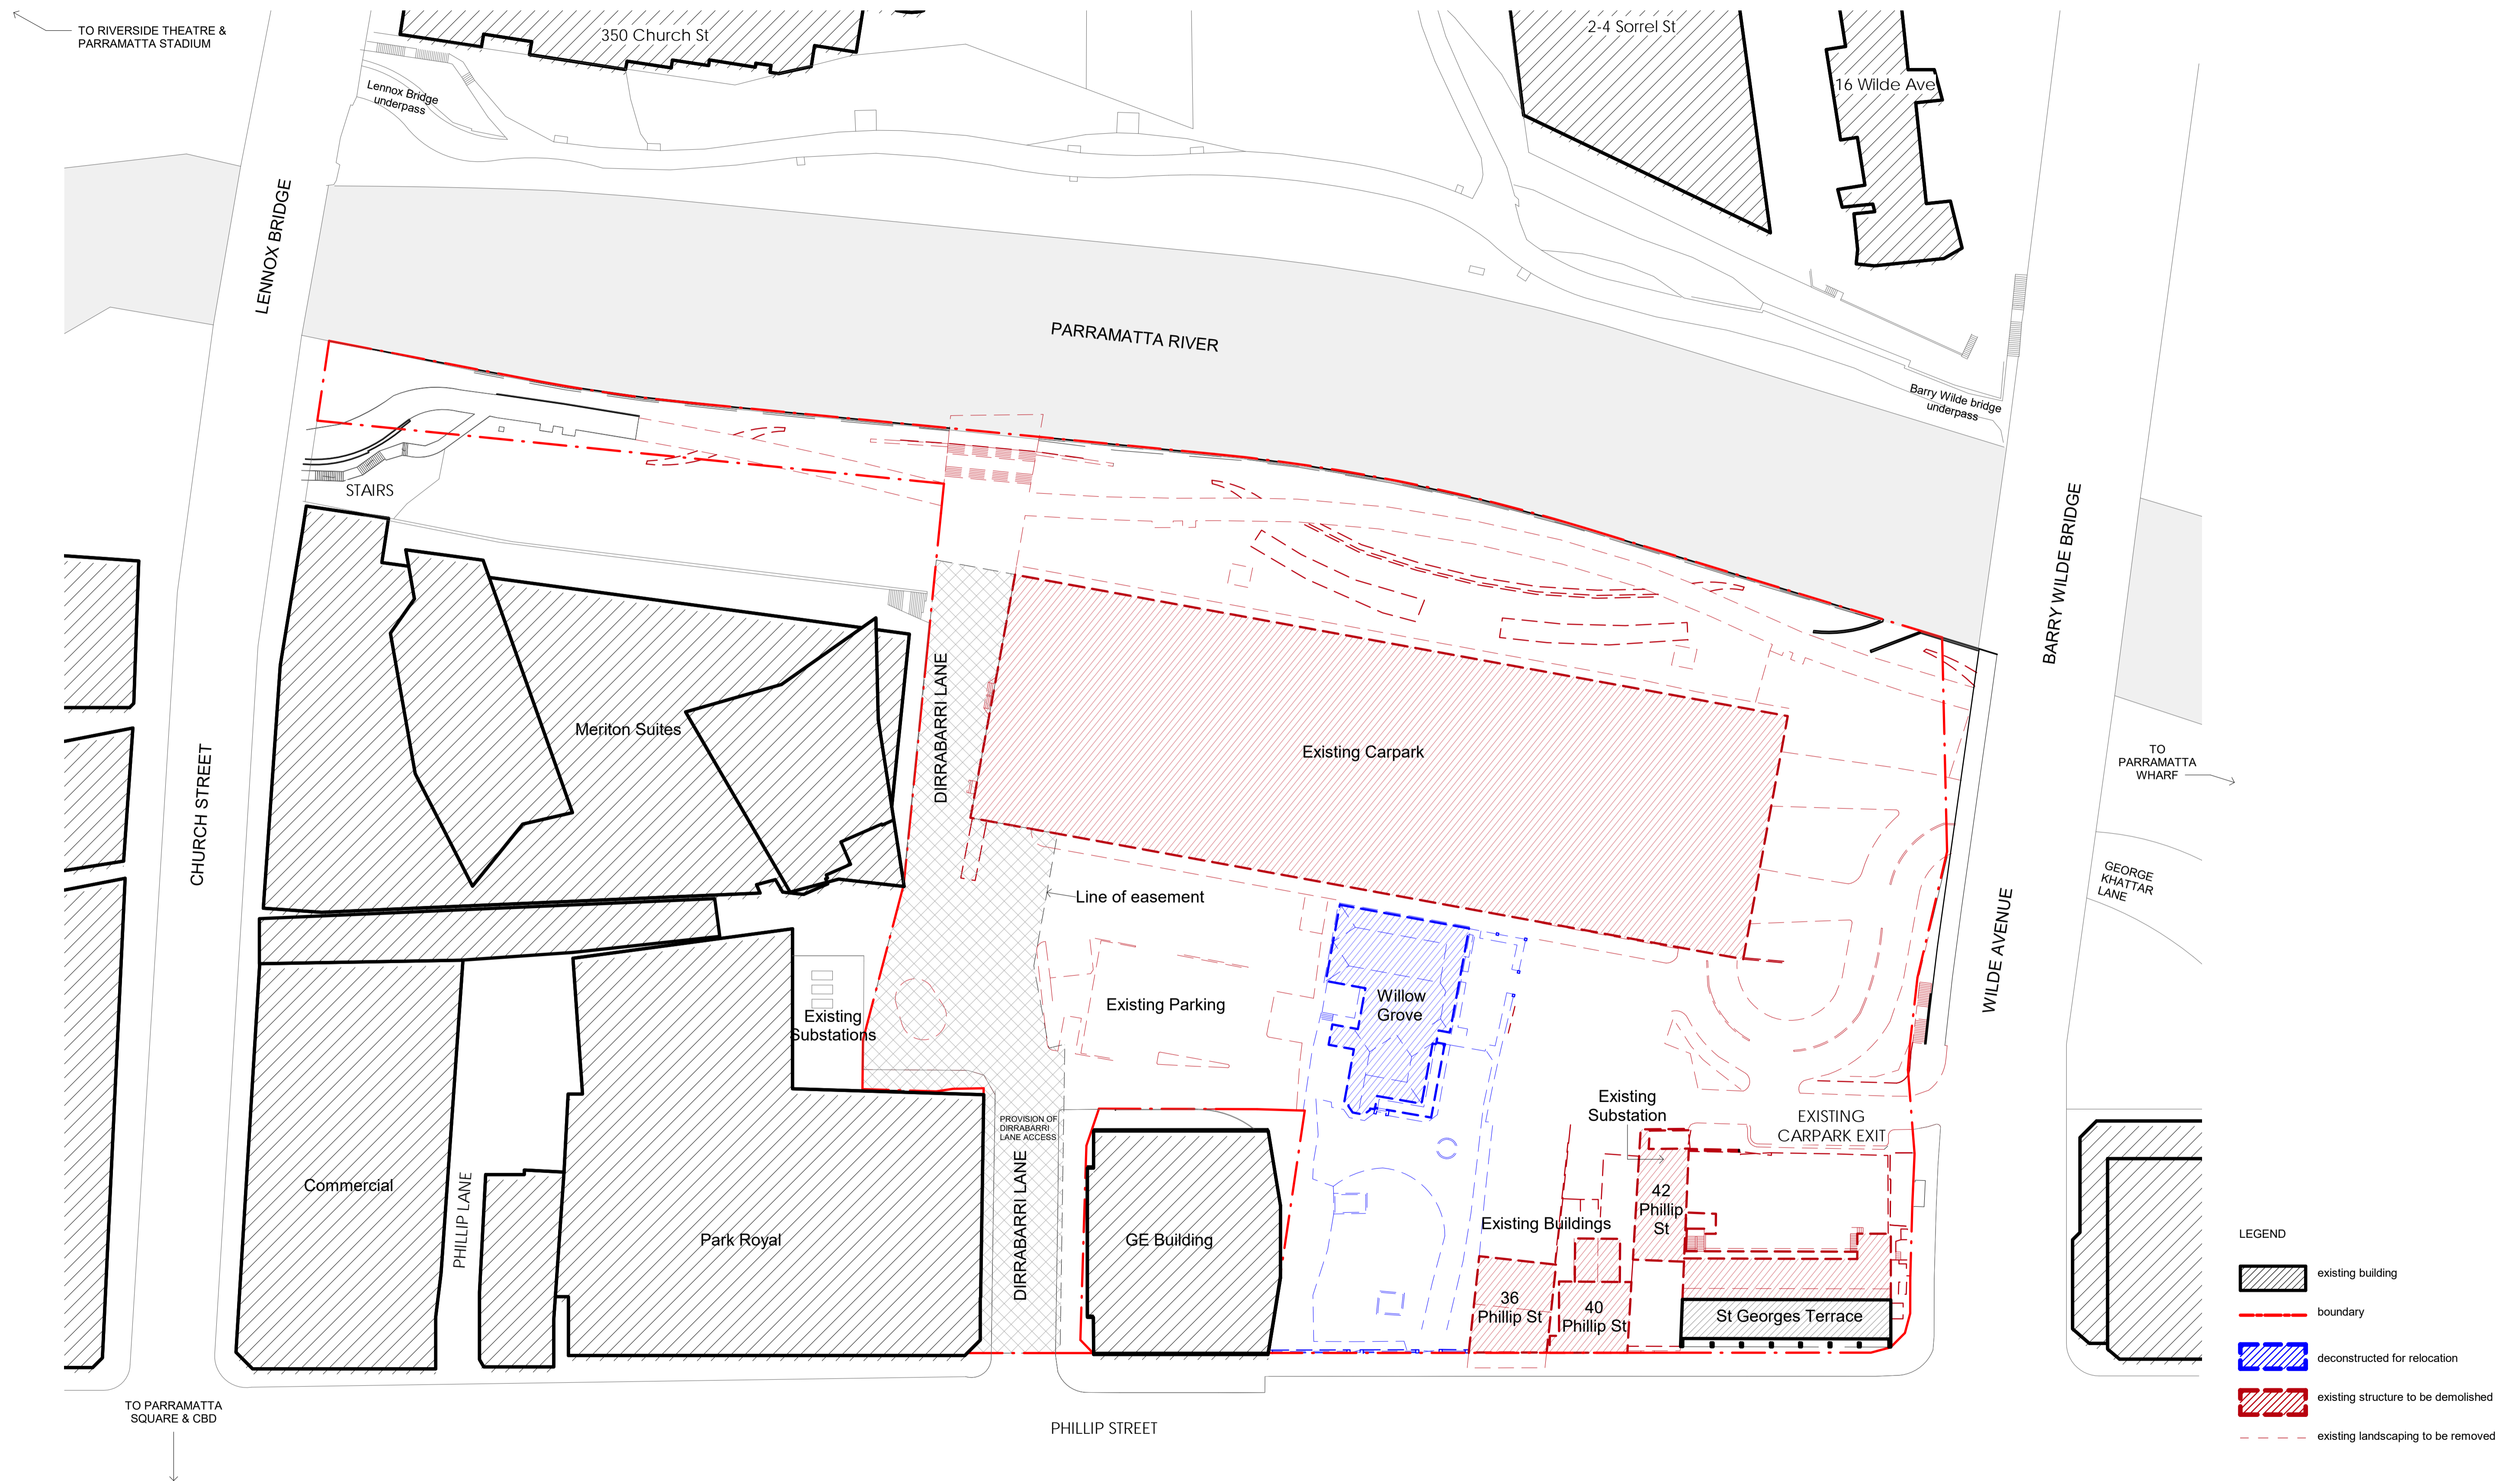 TO RIVERSIDE THEATRE &
PARRAMATTA STADIUM
350 Church St
2-4 Sorrel St
16 Wilde Ave
Lennox Bridge
underpass
LENNOX BRIDGE
PARRAMATTA RIVER
Barry Wilde bridge
underpass
STAIRS
BARRY WILDE BRIDGE
Meriton Suites
DIRRABARRI LANE
Existing Carpark
TO
PARRAMATTA
WHARF
CHURCH STREET
GEORGE
KHATTAR
LANE
Line of easement
WILDE AVENUE
Existing Parking
Willow
Grove
Existing
Substations
Existing
Substation
PROVISION OF
DIRRABARRI
LANE ACCESS
EXISTING
CARPARK EXIT
Commercial
PHILLIP LANE
Park Royal
DIRRABARRI LANE
GE Building
Existing Buildings
42
Phillip
St
36
Phillip St
40
Phillip St
St Georges Terrace
LEGEND
existing building
boundary
deconstructed for relocation
existing structure to be demolished
existing landscaping to be removed
TO PARRAMATTA
SQUARE & CBD
PHILLIP STREET